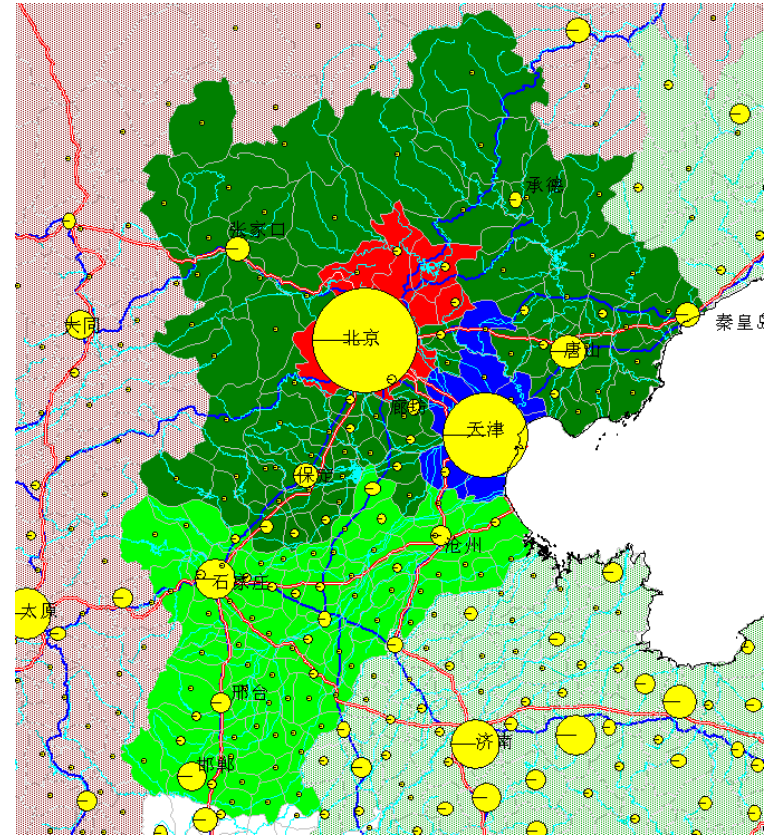 承德
张家口
北京
大同
秦皇岛
唐山
廊坊
天津
保定
沧州
石家庄
太原
邢台
济南
邯郸